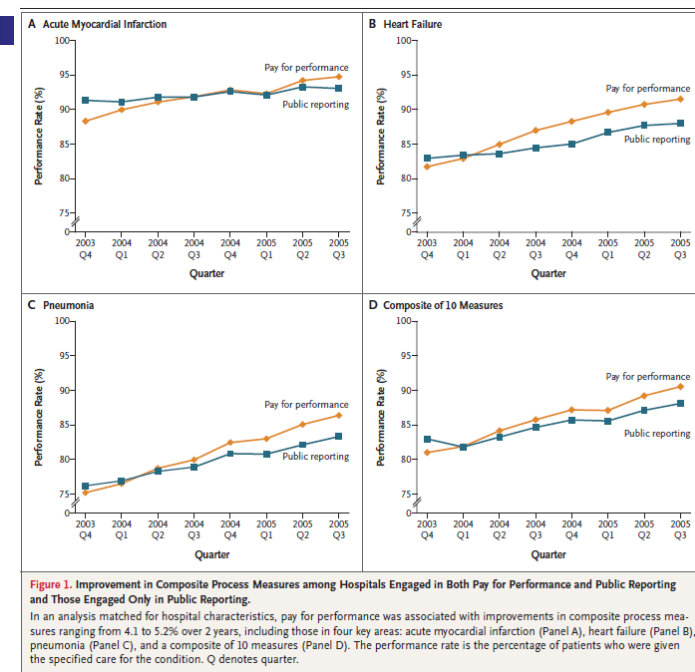 A Acute Myocardial Infarction
100
95
90
85
80
75
0
Performance Rate (%)
Pay for performance
Public reporting
2003 2004 2004 2004 2004 2005 2005 2005
Q4 Q1 Q2 Q3 Q4 Q1 Q2 Q3
Quarter
B Heart Failure
100
95
90
85
80
75
0
Performance Rate (%)
Pay for performance
Public reporting
2003 2004 2004 2004 2004 2005 2005 2005
Q4 Q1 Q2 Q3 Q4 Q1 Q2 Q3
Quarter
C Pneumonia
100
95
90
85
80
75
0
Performance Rate (%)
Pay for performance
Public reporting
2003 2004 2004 2004 2004 2005 2005 2005
Q4 Q1 Q2 Q3 Q4 Q1 Q2 Q3
Quarter
D Composite of 10 Measures
100
95
90
85
80
75
0
Performance Rate (%)
Pay for performance
Public reporting
2003 2004 2004 2004 2004 2005 2005 2005
Q4 Q1 Q2 Q3 Q4 Q1 Q2 Q3
Quarter
Figure 1. Improvement in Composite Process Measures among Hospitals Engaged in Both Pay for Performance and Public Reporting
and Those Engaged Only in Public Reporting.
In an analysis matched for hospital characteristics, pay for performance was associated with improvements in composite process mea-
sures ranging from 4.1 to 5.2% over 2 years, including those in four key areas: acute myocardial infarction (Panel A), heart failure (Panel B),
pneumonia (Panel C), and a composite of 10 measures (Panel D). The performance rate is the percentage of patients who were given
the specified care for the condition. Q denotes quarter.